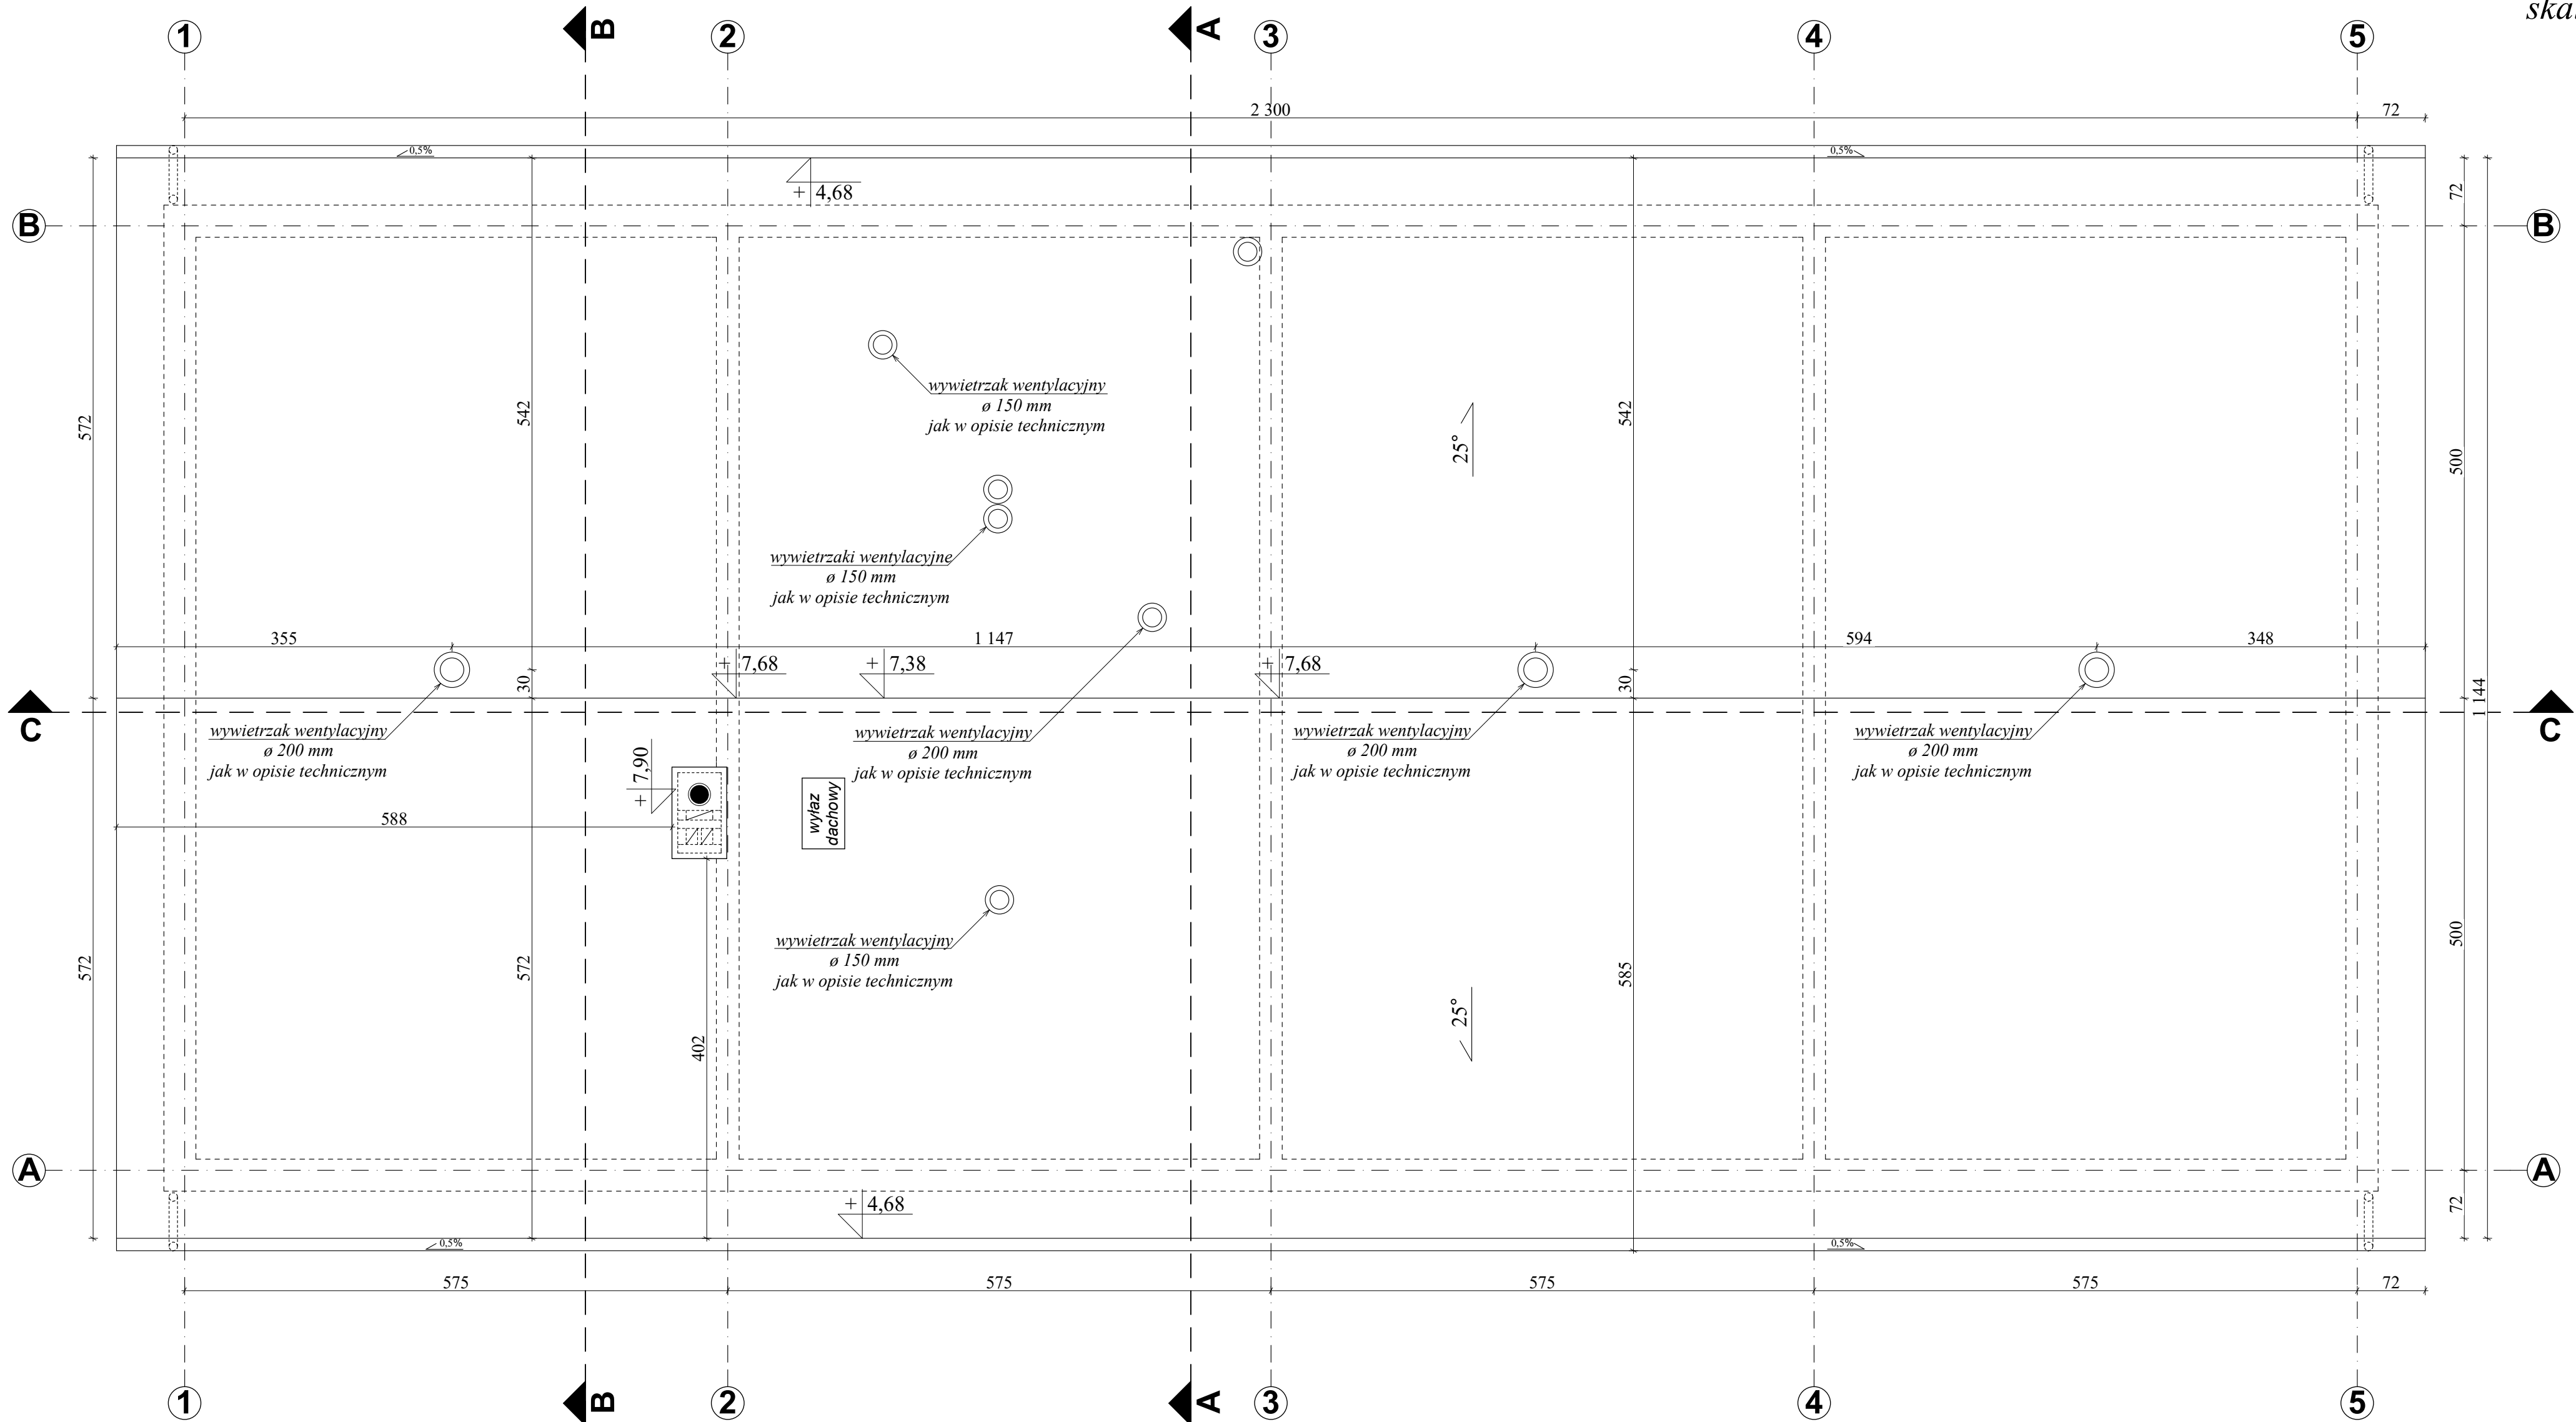 ska
1
B
2
A
3
4
5
2 300
72
0,5%
0,5%
+ 4,68
72
B
B
wywietrzak wentylacyjny
ø 150 mm
jak w opisie technicznym
572
542
542
25°
500
wywietrzaki wentylacyjne
ø 150 mm
jak w opisie technicznym
355
1 147
594
348
+ 7,68
+ 7,38
+ 7,68
30
30
1 144
C
C
wywietrzak wentylacyjny
ø 200 mm
jak w opisie technicznym
wywietrzak wentylacyjny
ø 200 mm
jak w opisie technicznym
wywietrzak wentylacyjny
ø 200 mm
jak w opisie technicznym
wywietrzak wentylacyjny
ø 200 mm
jak w opisie technicznym
+ 7,90
588
wyłaz
dachowy
wywietrzak wentylacyjny
ø 150 mm
jak w opisie technicznym
572
572
402
585
25°
500
A
A
+ 4,68
72
0,5%
0,5%
575
575
575
575
72
1
B
2
A
3
4
5